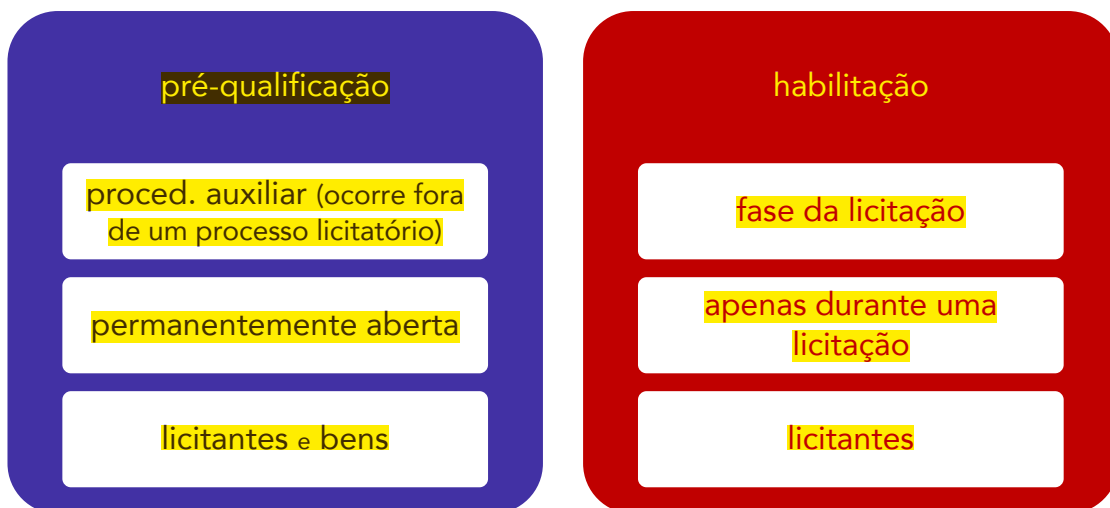 pré-qualificação
proced. auxiliar (ocorre fora
de um processo licitatório)
permanentemente aberta
licitantes e bens
habilitação
fase da licitação
apenas durante uma
licitação
licitantes